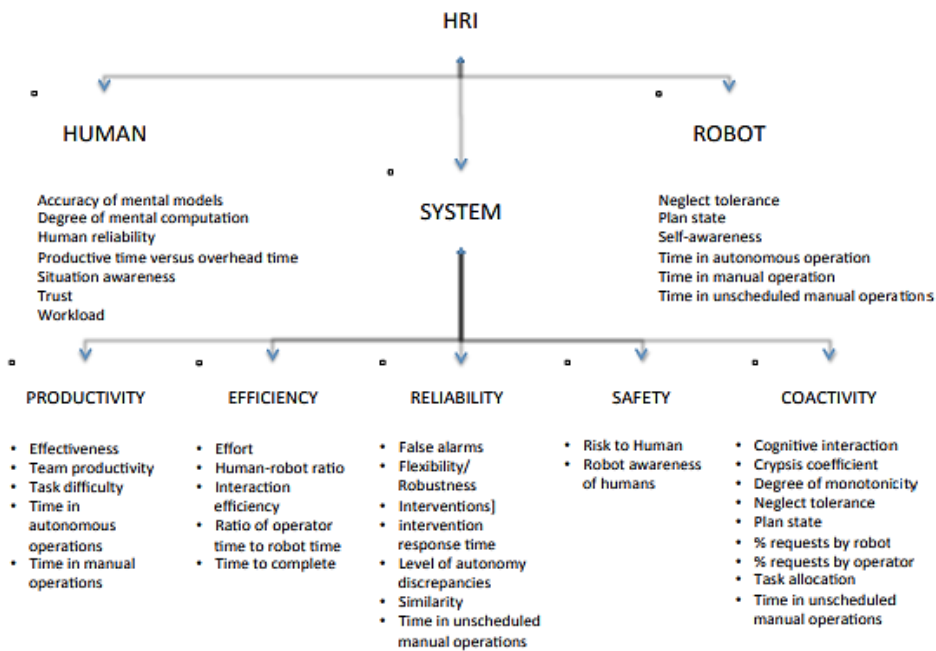 HRI
HUMAN
Accuracy of mental models
Degree of mental computation
Human reliability
Productive time versus overhead time
Situation awareness
Trust
Workload
SYSTEM
ROBOT
Neglect tolerance
Plan state
Self-awareness
Time in autonomous operation
Time in manual operation
Time in unscheduled manual operations
PRODUCTIVITY
• Effectiveness
• Team productivity
• Task difficulty
• Time in
autonomous
operations
• Time in manual
operations
EFFICIENCY
• Effort
• Human-robot ratio
• Interaction
efficiency
• Ratio of operator
time to robot time
• Time to complete
RELIABILITY
• False alarms
• Flexibility/
Robustness
• Interventions]
• intervention
response time
• Level of autonomy
discrepancies
• Similarity
• Time in unscheduled
manual operations
SAFETY
• Risk to Human
• Robot awareness
of humans
COACTIVITY
• Cognitive interaction
• Crypsis coefficient
• Degree of monotonicity
• Neglect tolerance
• Plan state
• % requests by robot
• % requests by operator
• Task allocation
• Time in unscheduled
manual operations